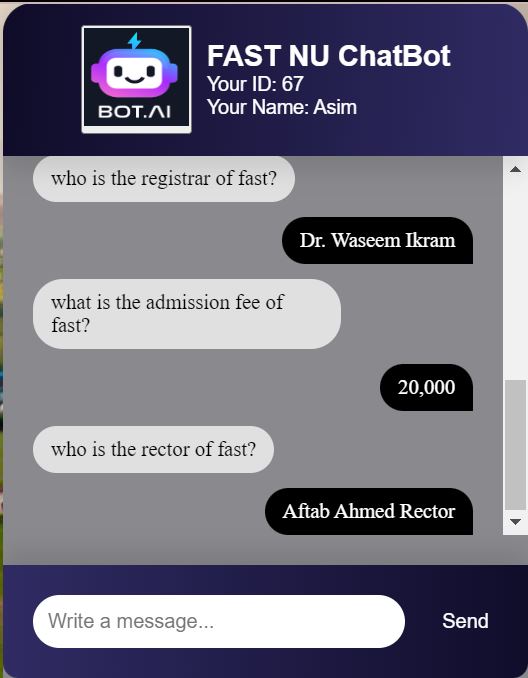 FAST NU ChatBot
Your ID: 67
Your Name: Asim
BOT.AI
who is the registrar of fast?
Dr. Waseem Ikram
what is the admission fee of
fast?
20,000
who is the rector of fast?
Aftab Ahmed Rector
Write a message...
Send